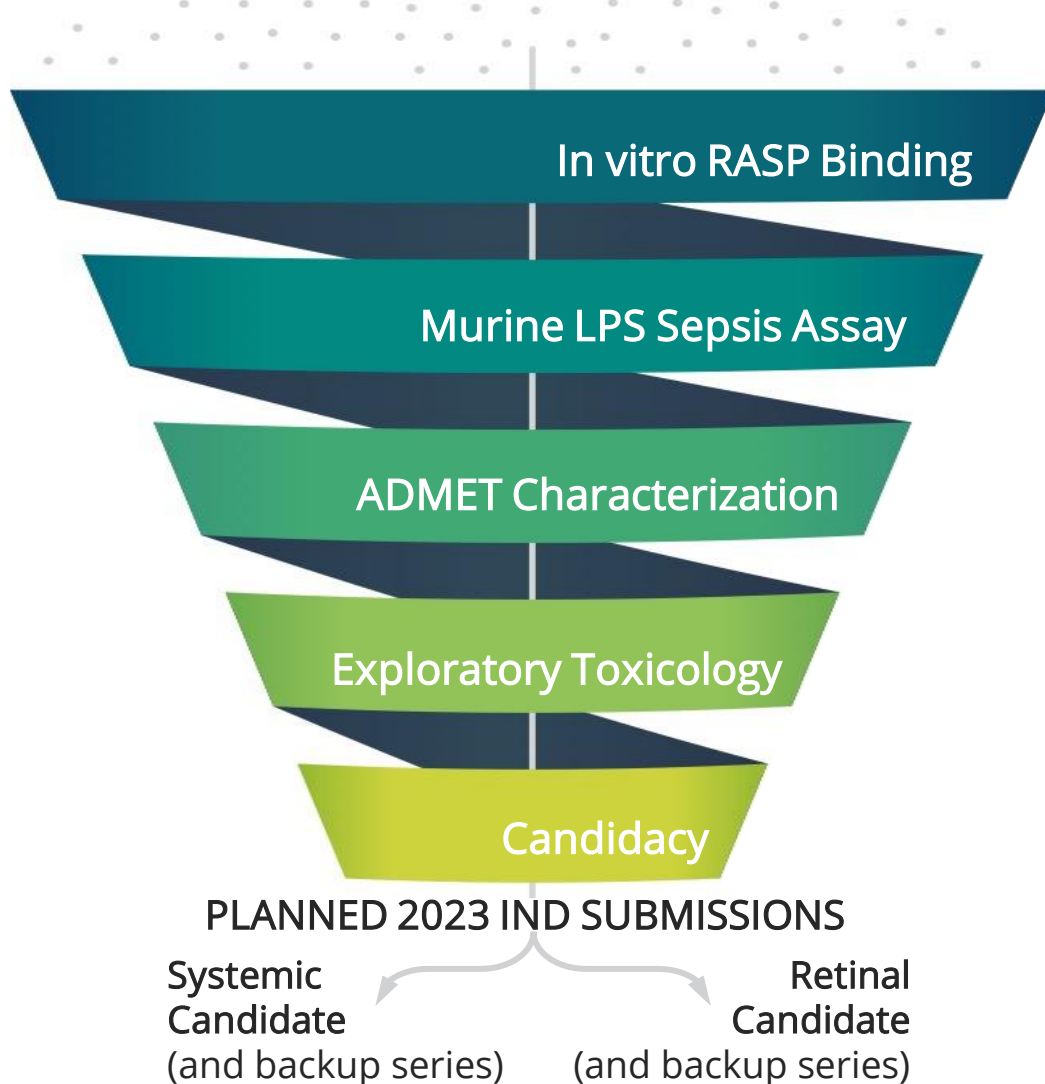 In vitro RASP Binding
Murine LPS Sepsis Assay
ADMET Characterization
Exploratory Toxicology
Candidacy
PLANNED 2023 IND SUBMISSIONS
Systemic
Candidate
(and backup series)
Retinal
Candidate
(and backup series)